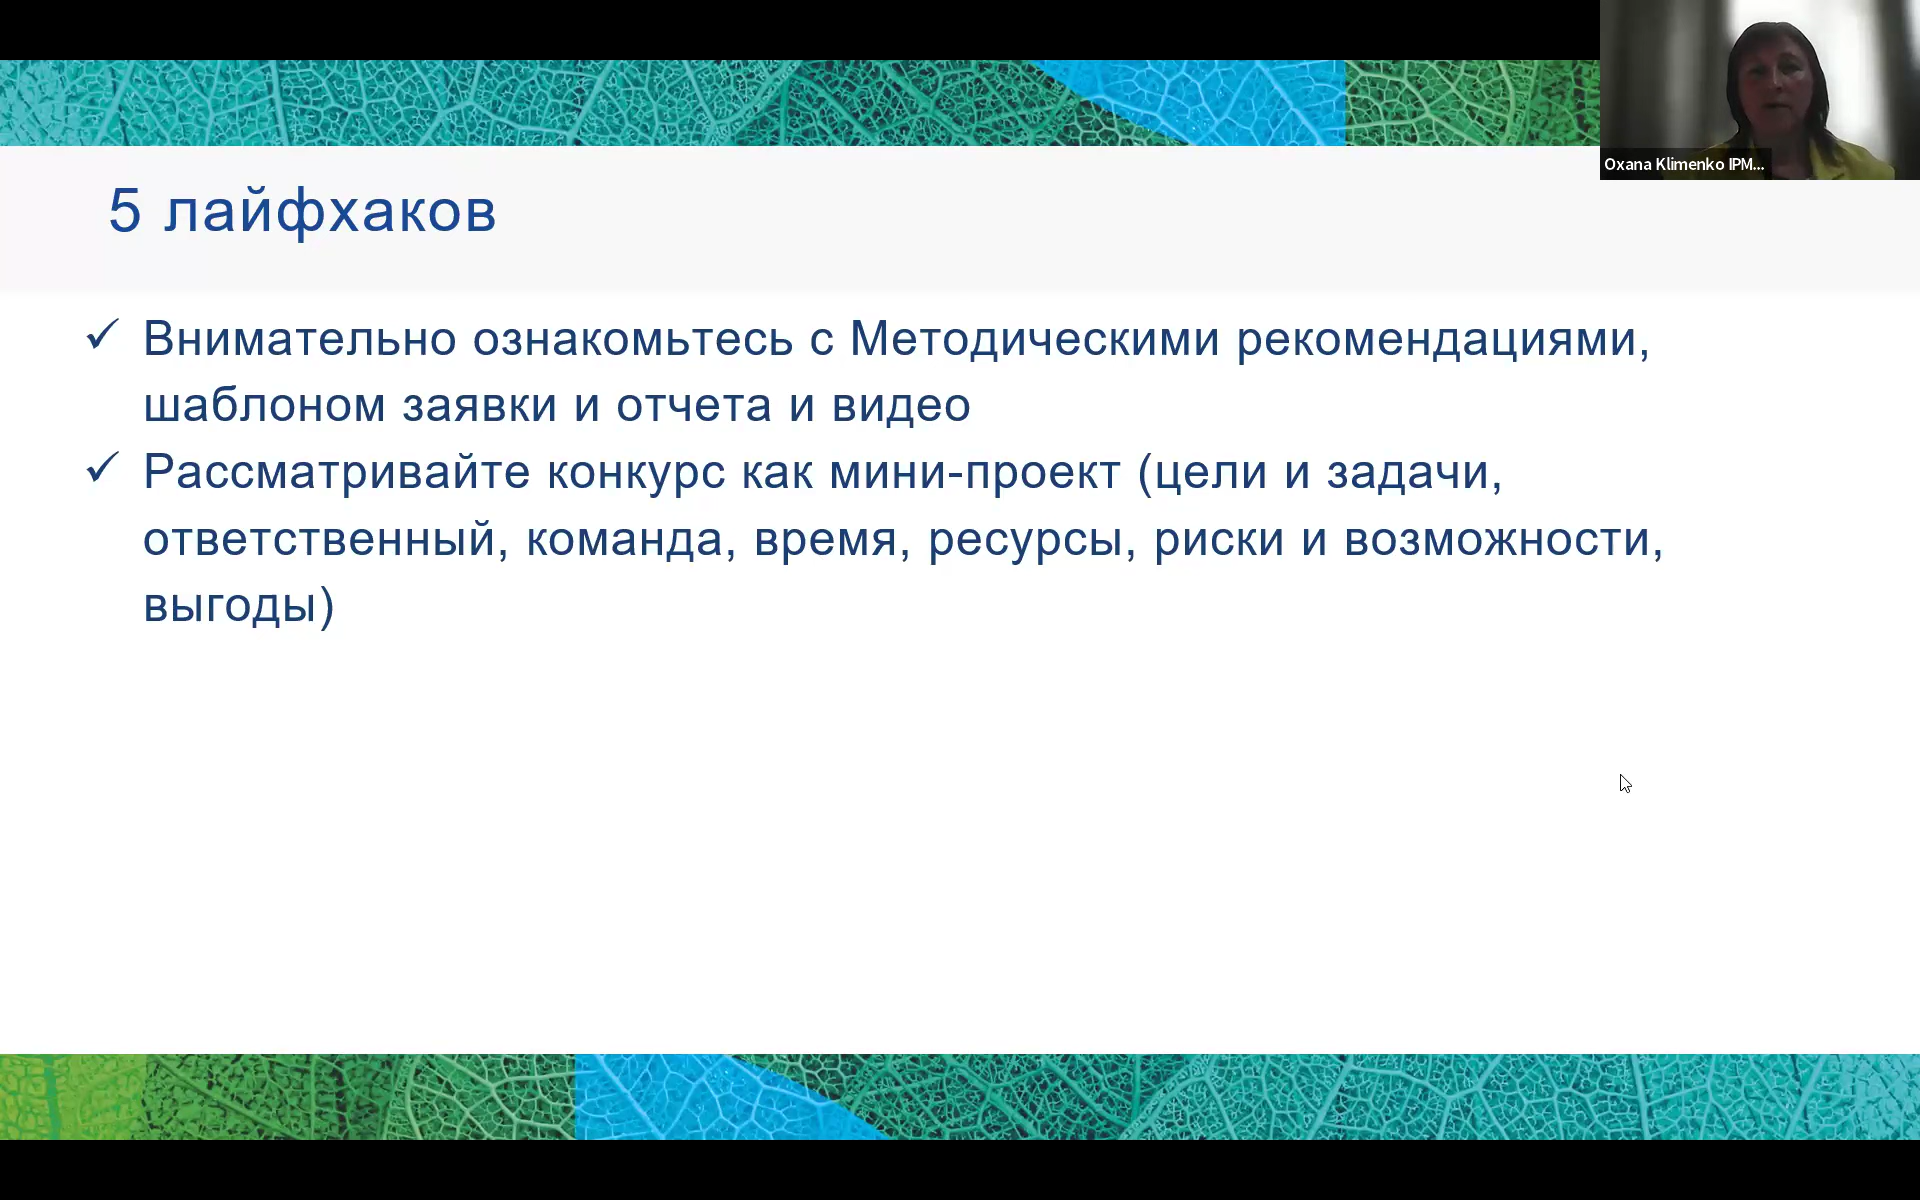 Oxana Klimenko IPM...
5 лайфхаков
✓ Внимательно ознакомьтесь с Методическими рекомендациями,
шаблоном заявки и отчета и видео
✓ Рассматривайте конкурс как мини-проект (цели и задачи,
ответственный, команда, время, ресурсы, риски и возможности,
выгоды)